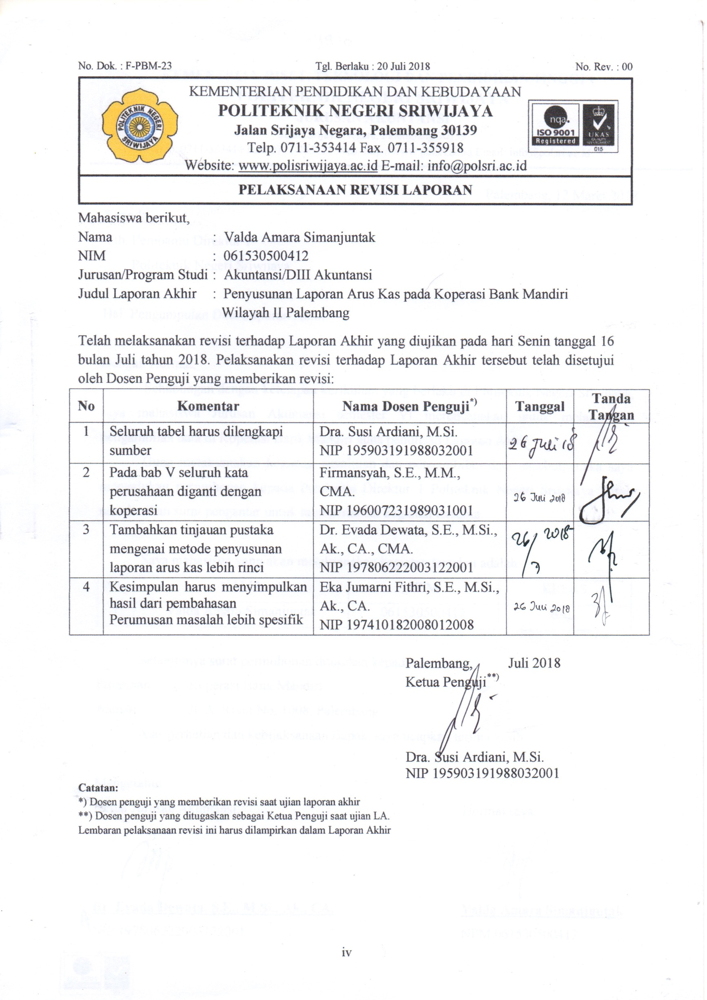 No. Dok. : F-PBM-23 Tgl. Berlaku : 20 Juli 2018 No. Rev. : 00
POLITEKNIK NEGERI SRIWIJAYA
KEMENTERIAN PENDIDIKAN DAN KEBUDAYAAN
POLITEKNIK NEGERI SRIWIJAYA
Jalan Srijaya Negara, Palembang 30139
Telp. 0711-353414 Fax. 0711-355918
Website: www.polisriwijaya.ac.id E-mail: info@polsri.ac.id
nqa.
ISO 9001
Registered
UKAS
QUALITY
MANAGEMENT
015
PELAKSANAAN REVISI LAPORAN
Mahasiswa berikut,
Nama : Valda Amara Simanjuntak
NIM : 061530500412
Jurusan/Program Studi : Akuntansi/DIII Akuntansi
Judul Laporan Akhir : Penyusunan Laporan Arus Kas pada Koperasi Bank Mandiri
Wilayah II Palembang
Telah melaksanakan revisi terhadap Laporan Akhir yang diujikan pada hari Senin tanggal 16
bulan Juli tahun 2018. Pelaksanakan revisi terhadap Laporan Akhir tersebut telah disetujui
oleh Dosen Penguji yang memberikan revisi:
No Komentar Nama Dosen Penguji*) Tanggal Tanda
Tangan
1 Seluruh tabel harus dilengkapi Dra. Susi Ardiani, M.Si.
sumber NIP 195903191988032001 26 Juli 18
2 Pada bab V seluruh kata Firmansyah, S.E., M.M.,
perusahaan diganti dengan CMA. 26 Juli 2018
koperasi NIP 196007231989031001
3 Tambahkan tinjauan pustaka Dr. Evada Dewata, S.E., M.Si., 26/7 2018
mengenai metode penyusunan Ak., CA., CMA.
laporan arus kas lebih rinci NIP 197806222003122001
4 Kesimpulan harus menyimpulkan Eka Jumarni Fithri, S.E., M.Si.,
hasil dari pembahasan Ak., CA. 26 Juli 2018
Perumusan masalah lebih spesifik NIP 197410182008012008
Palembang, Juli 2018
Ketua Penguji**)
Dra. Susi Ardiani, M.Si.
NIP 195903191988032001
Catatan:
*) Dosen penguji yang memberikan revisi saat ujian laporan akhir
**) Dosen penguji yang ditugaskan sebagai Ketua Penguji saat ujian LA.
Lembaran pelaksanaan revisi ini harus dilampirkan dalam Laporan Akhir
iv